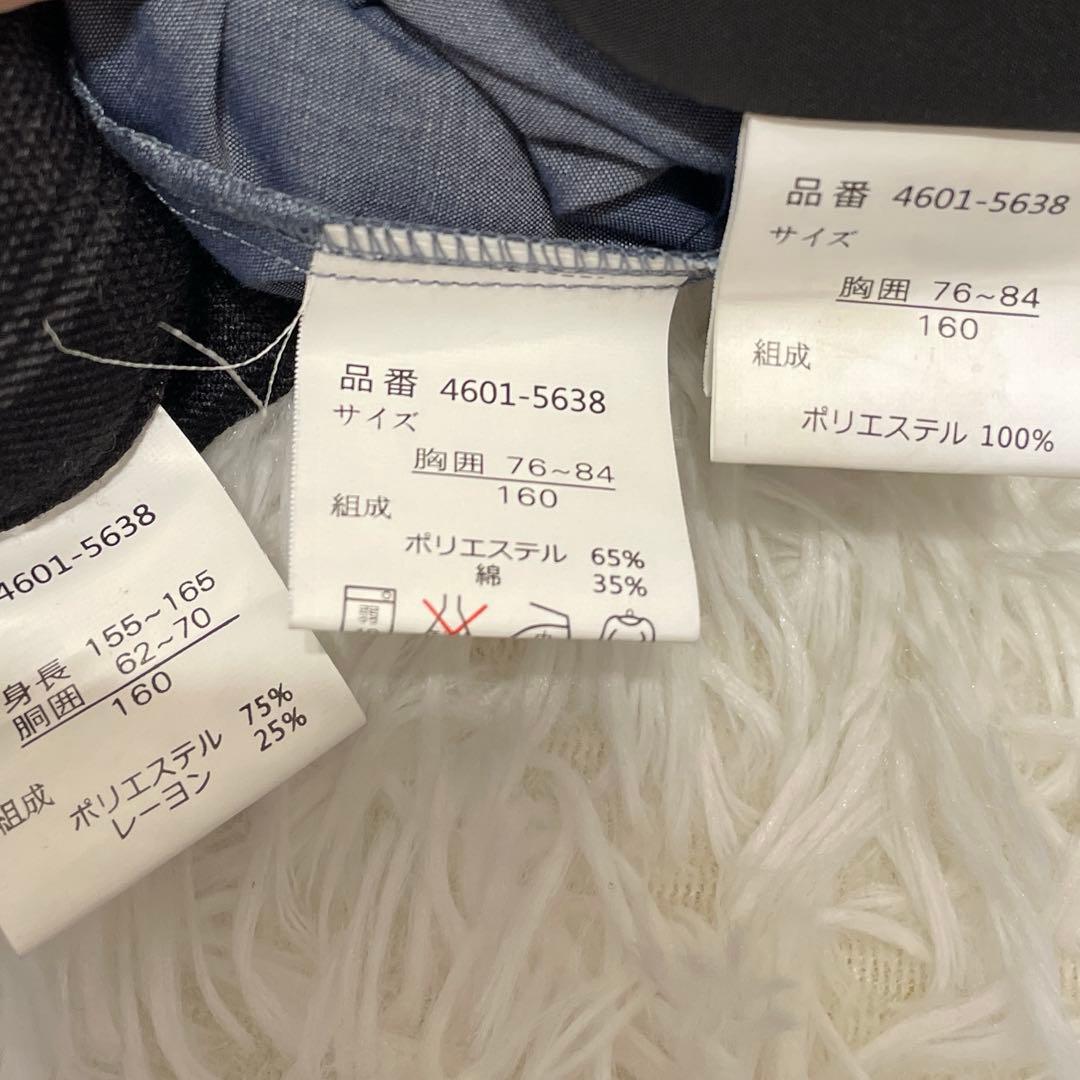 4601-5638
身長 155~165
胴囲 62~70
160
組成
ポリエステル 75%
レーヨン 25%
品番 4601-5638
サイズ
胸囲 76~84
160
組成
ポリエステル 65%
綿 35%
弱
品番 4601-5638
サイズ
胸囲 76~84
160
組成
ポリエステル 100%